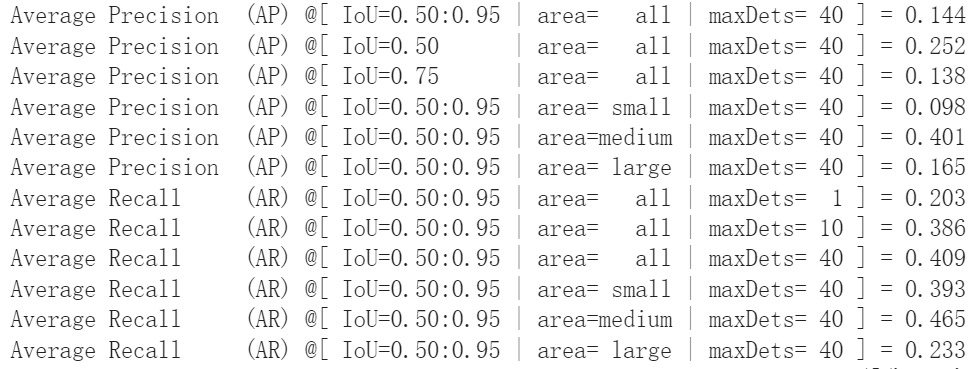 Average Precision (AP) @[ IoU=0.50:0.95 | area= all | maxDets= 40 ] = 0.144
Average Precision (AP) @[ IoU=0.50 | area= all | maxDets= 40 ] = 0.252
Average Precision (AP) @[ IoU=0.75 | area= all | maxDets= 40 ] = 0.138
Average Precision (AP) @[ IoU=0.50:0.95 | area= small | maxDets= 40 ] = 0.098
Average Precision (AP) @[ IoU=0.50:0.95 | area=medium | maxDets= 40 ] = 0.401
Average Precision (AP) @[ IoU=0.50:0.95 | area= large | maxDets= 40 ] = 0.165
Average Recall (AR) @[ IoU=0.50:0.95 | area= all | maxDets= 1 ] = 0.203
Average Recall (AR) @[ IoU=0.50:0.95 | area= all | maxDets= 10 ] = 0.386
Average Recall (AR) @[ IoU=0.50:0.95 | area= all | maxDets= 40 ] = 0.409
Average Recall (AR) @[ IoU=0.50:0.95 | area= small | maxDets= 40 ] = 0.393
Average Recall (AR) @[ IoU=0.50:0.95 | area=medium | maxDets= 40 ] = 0.465
Average Recall (AR) @[ IoU=0.50:0.95 | area= large | maxDets= 40 ] = 0.233